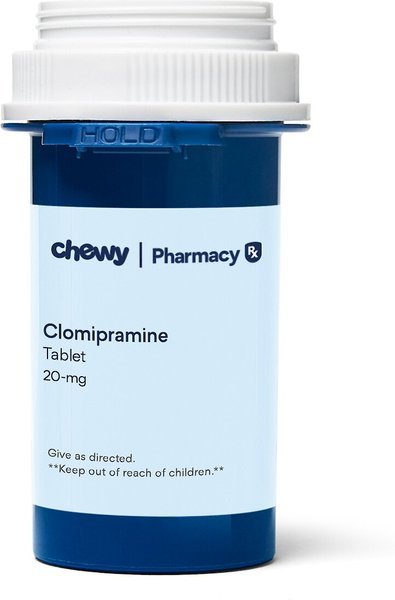 HOLD
chewy | Pharmacy Rx
Clomipramine
Tablet
20-mg
Give as directed.
**Keep out of reach of children.**